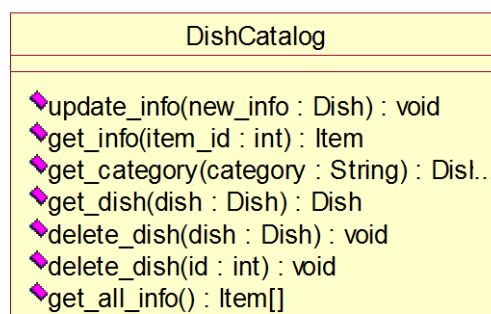 DishCatalog
update_info(new_info : Dish) : void
get_info(item_id : int) : Item
get_category(category : String) : Dish...
get_dish(dish : Dish) : Dish
delete_dish(dish : Dish) : void
delete_dish(id : int) : void
get_all_info() : Item[]